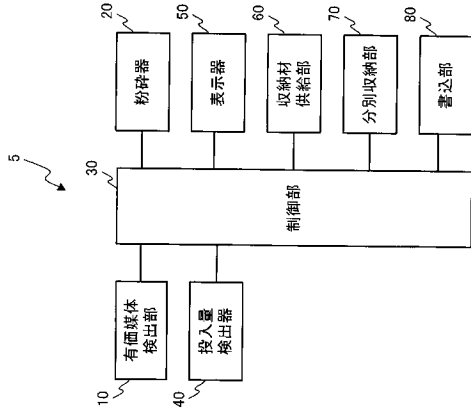 5
10
有価媒体
検出部
40
投入量
検出器
30
制御部
20
粉砕器
50
表示器
60
収納材
供給部
70
分別収納部
80
書込部